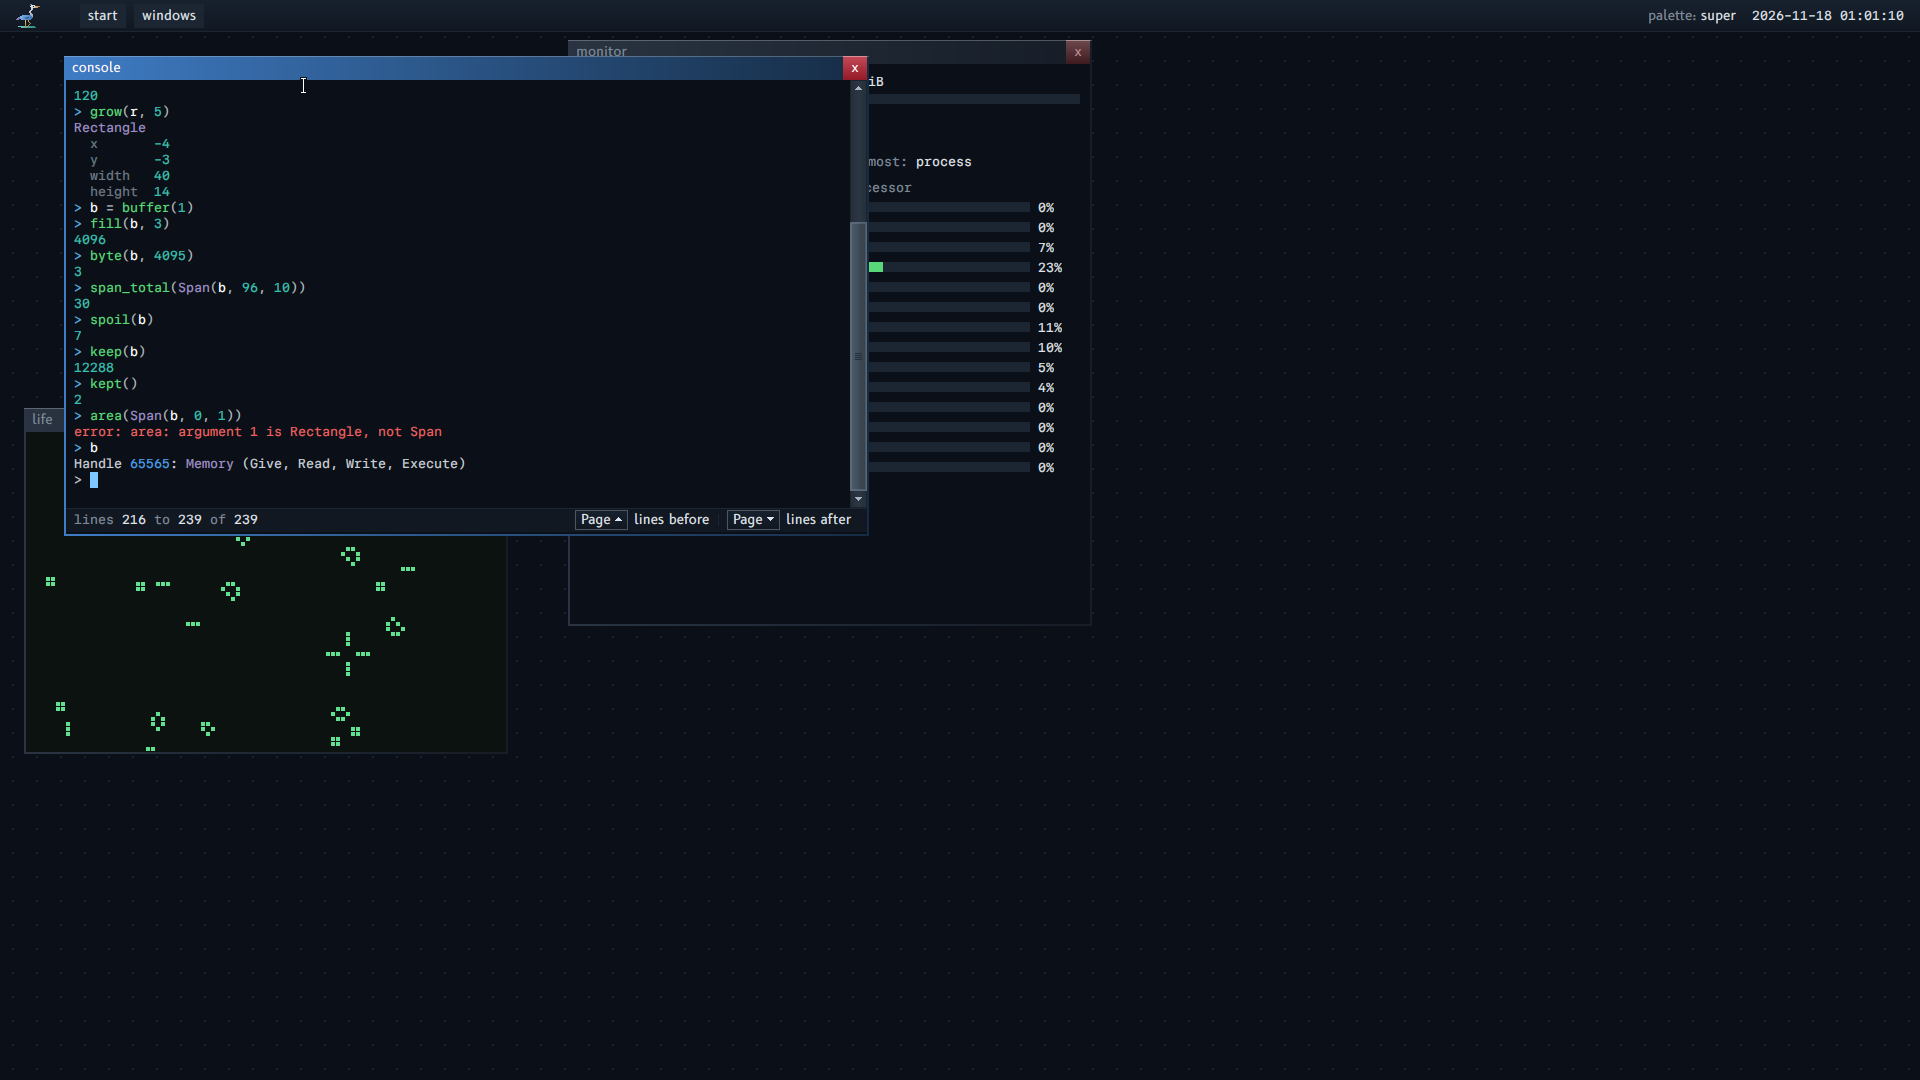 start windows palette: super 2026-11-18 01:01:10
monitor x
console x
iB
120
> grow(r, 5)
Rectangle
x -4
y -3
width 40
height 14
> b = buffer(1)
> fill(b, 3)
4096
> byte(b, 4095)
3
> span_total(Span(b, 96, 10))
30
> spoil(b)
7
> keep(b)
12288
> kept()
2
> area(Span(b, 0, 1))
error: area: argument 1 is Rectangle, not Span
> b
Handle 65565: Memory (Give, Read, Write, Execute)
>
lines 216 to 239 of 239 Page lines before Page lines after
most: process
cessor
0%
0%
7%
23%
0%
0%
11%
10%
5%
4%
0%
0%
0%
0%
life